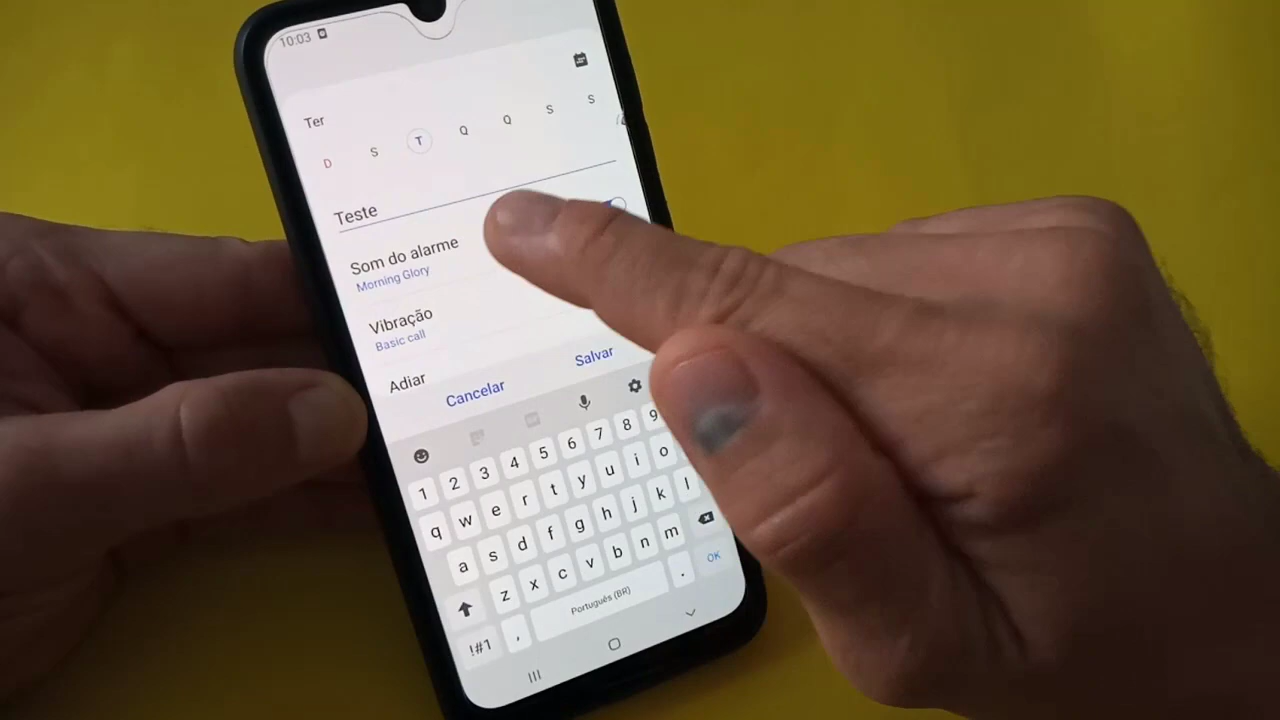 10:03
Ter
D S T Q Q S S
Teste
Som do alarme
Morning Glory
Vibração
Basic call
Adiar
Cancelar Salvar
1 2 3 4 5 6 7 8 9
q w e r t y u i o
a s d f g h j k l
z x c v b n m
!#1 , Português (BR) . OK